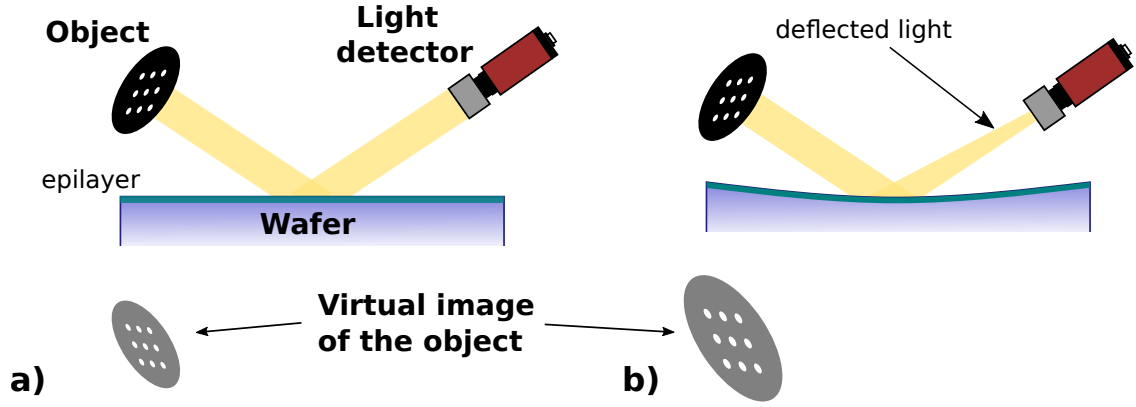 Object
Light
detector
epilayer
Wafer
deflected light
Virtual image
of the object
a)
b)